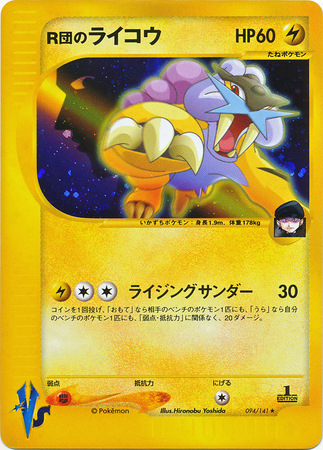 R団のライコウ HP60
たねポケモン
いかずちポケモン：身長1.9m、体重178kg
ライジングサンダー 30
コインを1回投げ、「おもて」なら相手のベンチポケモン1匹にも、「うら」なら自分
のベンチのポケモン1匹にも、「弱点・抵抗力」に関係なく、20ダメージ。
弱点 抵抗力 にげる
1
EDITION
VS
© Pokémon Illus.Hironobu Yoshida 094/141★